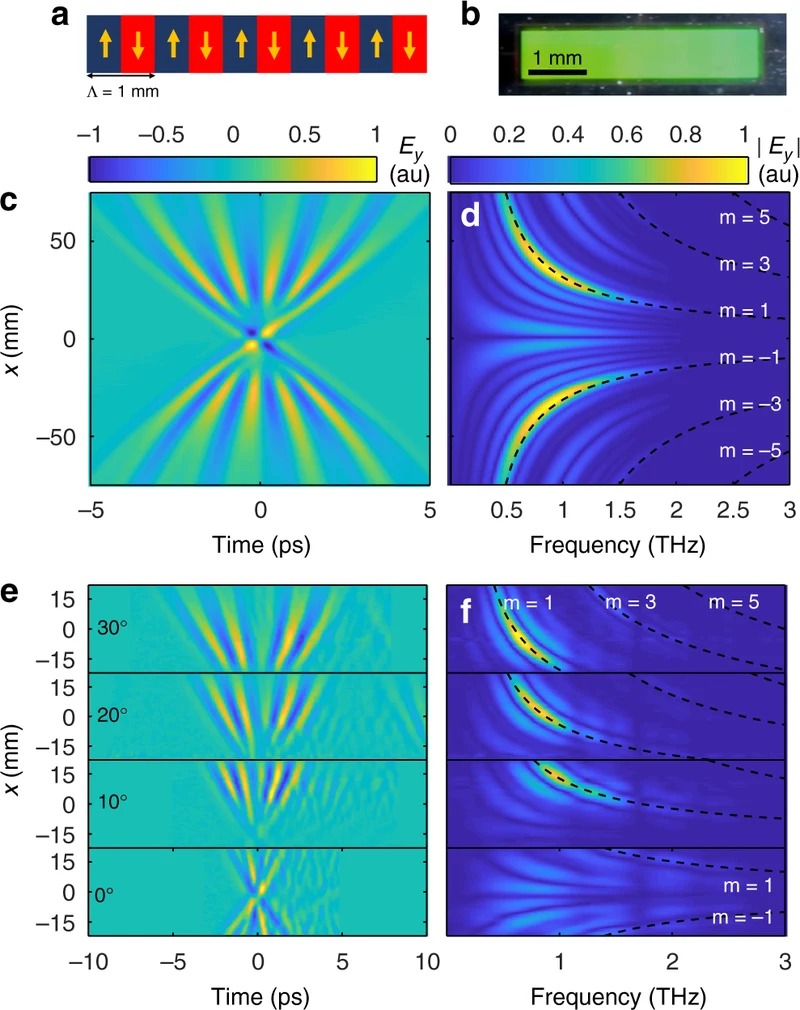 a
Λ = 1 mm
b
1 mm
−1 −0.5 0 0.5 1
Ey
(au)
0 0.2 0.4 0.6 0.8 1
| Ey |
(au)
c
50
0
−50
x (mm)
−5 0 5
Time (ps)
d
m = 5
m = 3
m = 1
m = −1
m = −3
m = −5
0.5 1 1.5 2 2.5 3
Frequency (THz)
e
15
0
−15
30°
15
0
−15
20°
15
0
−15
10°
15
0
−15
0°
x (mm)
−10 −5 0 5 10
Time (ps)
f
m = 1 m = 3 m = 5
m = 1
m = −1
1 2 3
Frequency (THz)